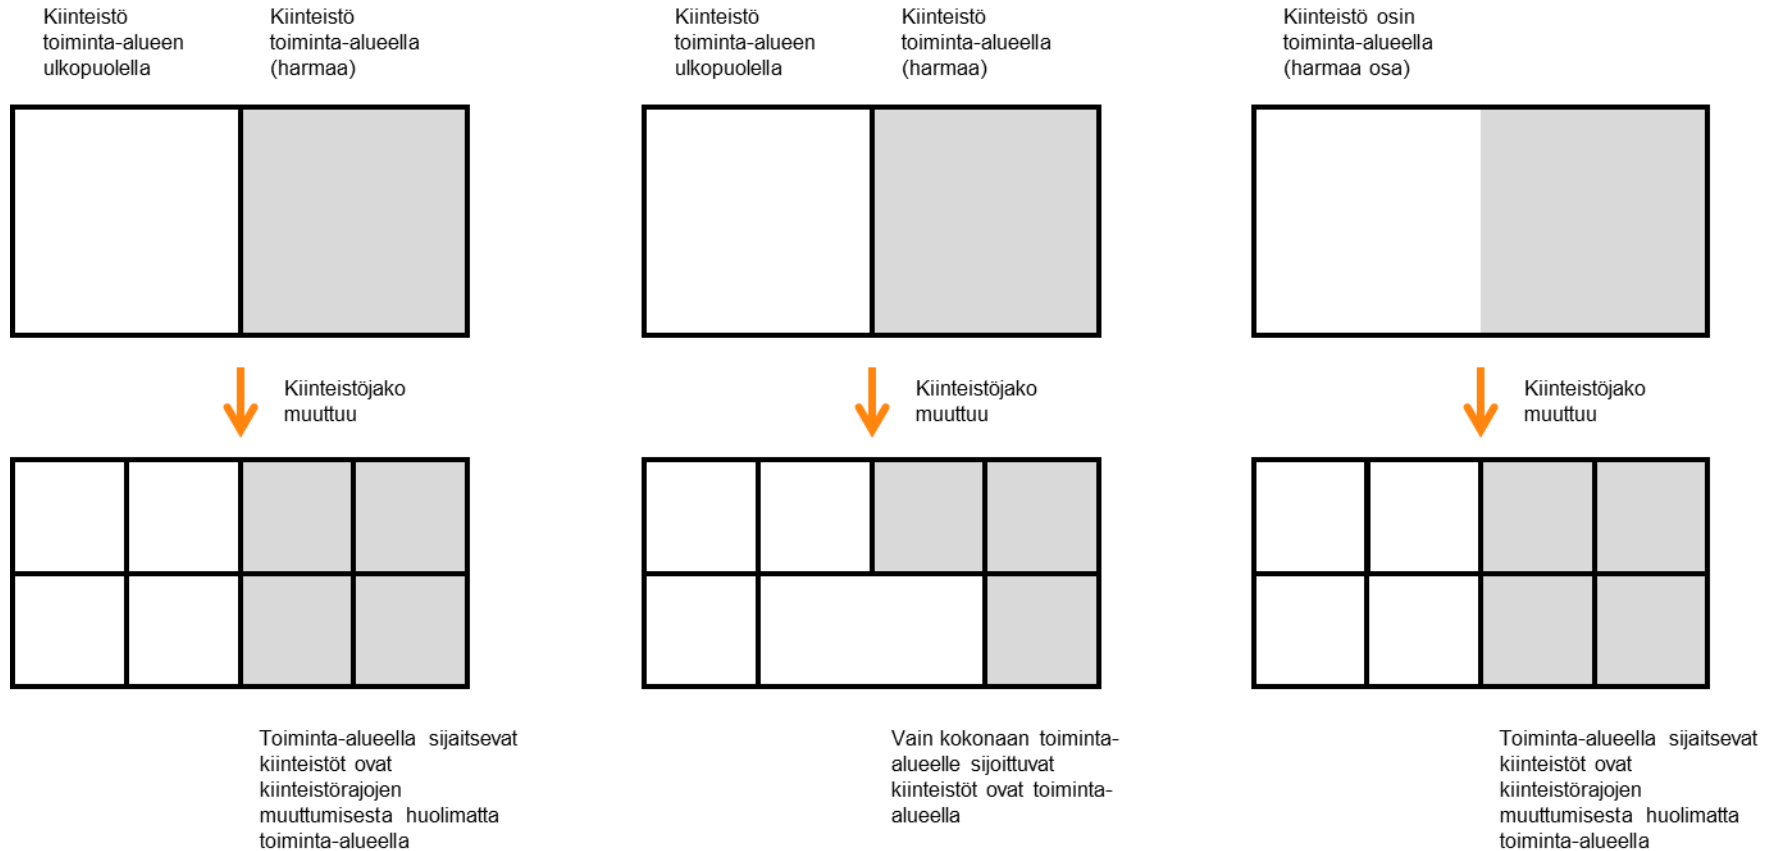 Kiinteistö
toiminta-alueen
ulkopuolella
Kiinteistö
toiminta-alueella
(harmaa)
Kiinteistö
toiminta-alueen
ulkopuolella
Kiinteistö
toiminta-alueella
(harmaa)
Kiinteistö osin
toiminta-alueella
(harmaa osa)
Kiinteistöjako
muuttuu
Kiinteistöjako
muuttuu
Kiinteistöjako
muuttuu
Toiminta-alueella sijaitsevat
kiinteistöt ovat
kiinteistörajojen
muuttumisesta huolimatta
toiminta-alueella
Vain kokonaan toiminta-
alueelle sijoittuvat
kiinteistöt ovat toiminta-
alueella
Toiminta-alueella sijaitsevat
kiinteistöt ovat
kiinteistörajojen
muuttumisesta huolimatta
toiminta-alueella